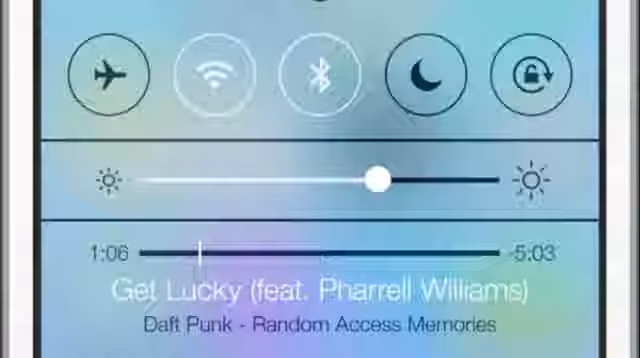 1:06 -5:03
Get Lucky (feat. Pharrell Williams)
Daft Punk - Random Access Memories